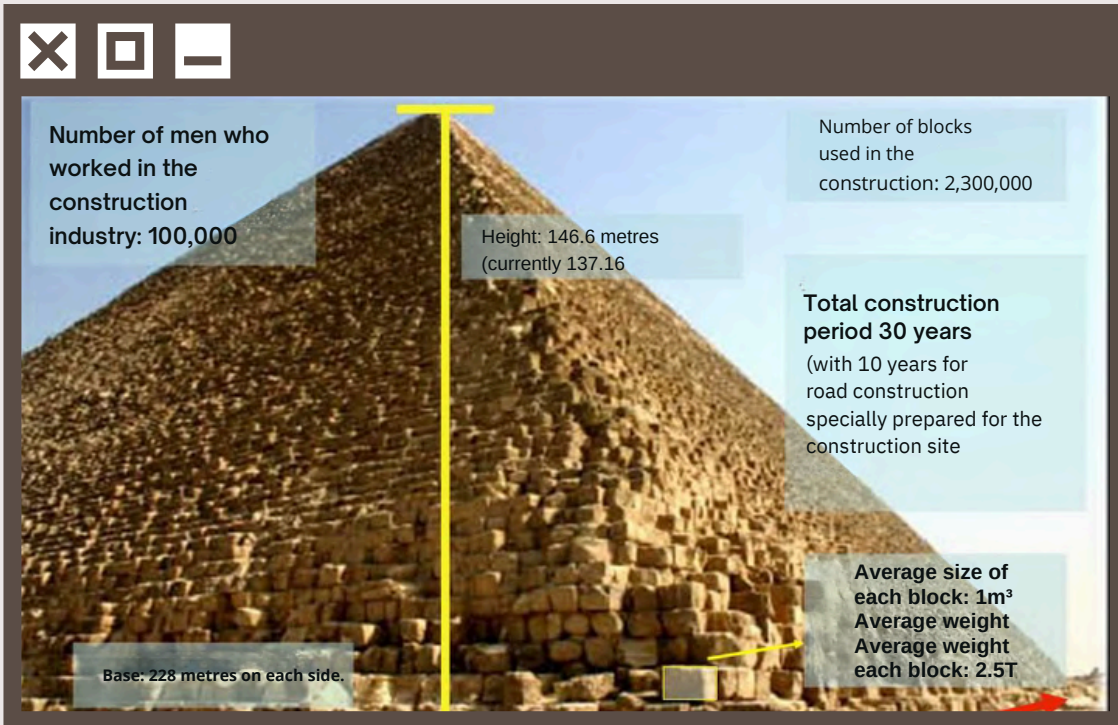 Number of men who
worked in the
construction
industry: 100,000
Number of blocks
used in the
construction: 2,300,000
Height: 146.6 metres
(currently 137.16
Total construction
period 30 years
(with 10 years for
road construction
specially prepared for the
construction site
Average size of
each block: 1m³
Average weight
Average weight
each block: 2.5T
Base: 228 metres on each side.